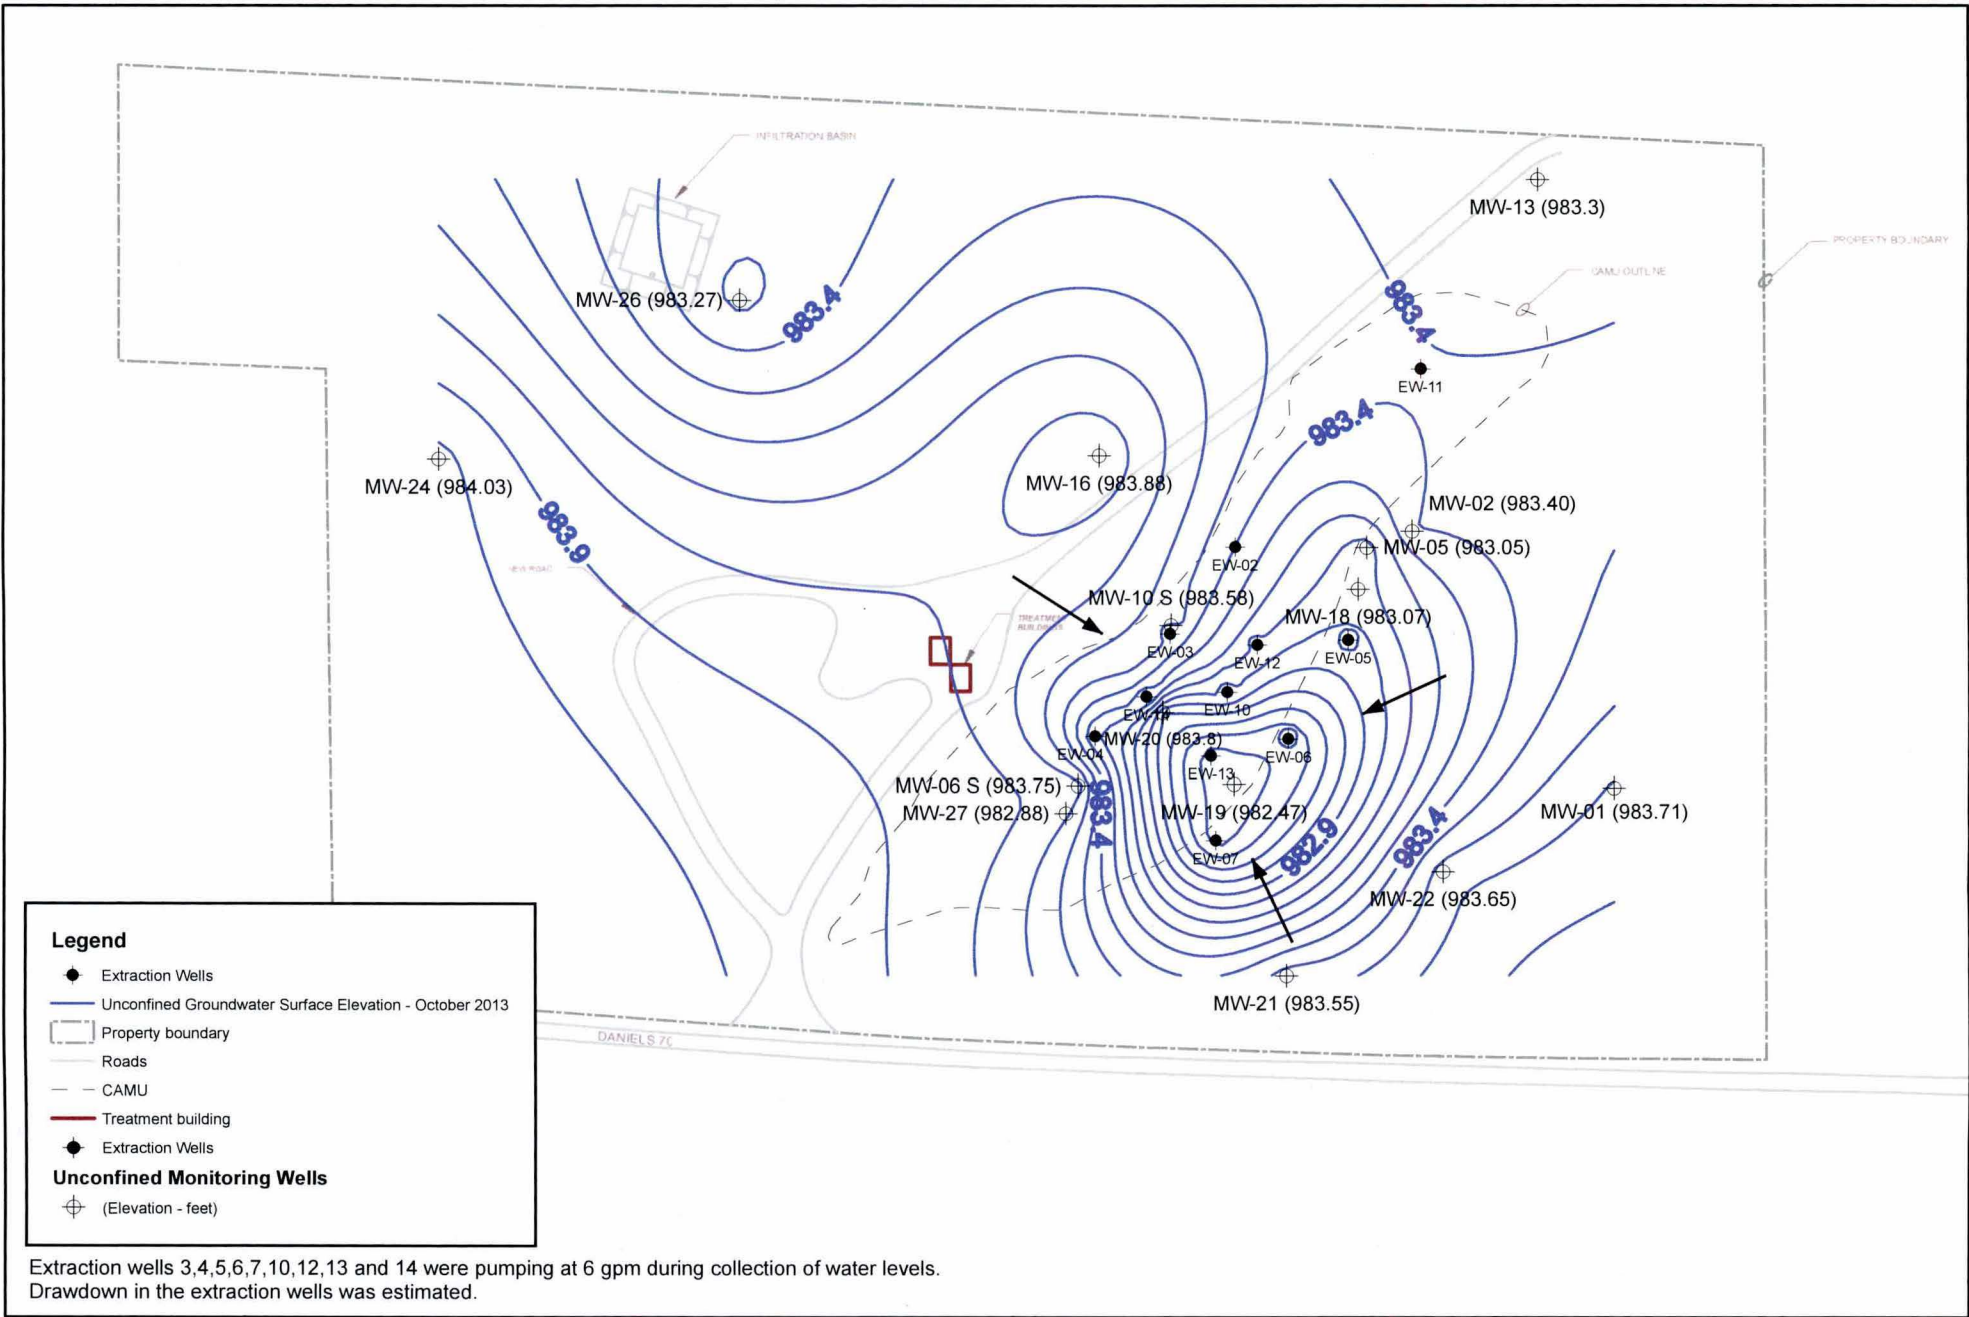 INFILTRATION BASIN
MW-13 (983.3)
PROPERTY BOUNDARY
CAMU OUTLINE
MW-26 (983.27)
983.4
983.4
EW-11
983.4
MW-24 (984.03)
MW-16 (983.88)
MW-02 (983.40)
983.9
MW-05 (983.05)
EW-02
NEW ROAD
MW-10 S (983.58)
MW-18 (983.07)
TREATMENT
BUILDINGS
EW-03
EW-12
EW-05
EW-14
EW-10
MW-20 (983.8)
EW-04
EW-06
EW-13
MW-06 S (983.75)
983.4
MW-27 (982.88)
MW-19 (982.47)
MW-01 (983.71)
982.9
983.4
EW-07
MW-22 (983.65)
MW-21 (983.55)
DANIELS 70
Legend
Extraction Wells
Unconfined Groundwater Surface Elevation - October 2013
Property boundary
Roads
CAMU
Treatment building
Extraction Wells
Unconfined Monitoring Wells
(Elevation - feet)
Extraction wells 3,4,5,6,7,10,12,13 and 14 were pumping at 6 gpm during collection of water levels.
Drawdown in the extraction wells was estimated.